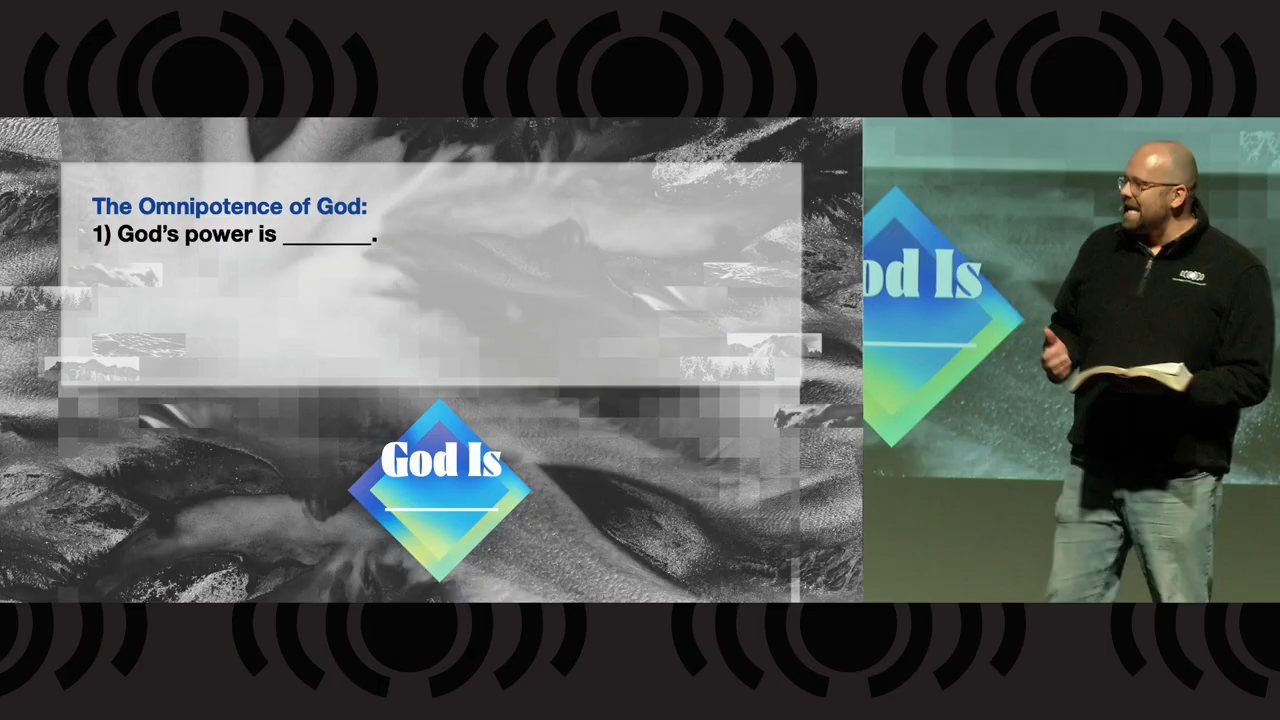 The Omnipotence of God:
1) God's power is ________.
God Is
od Is